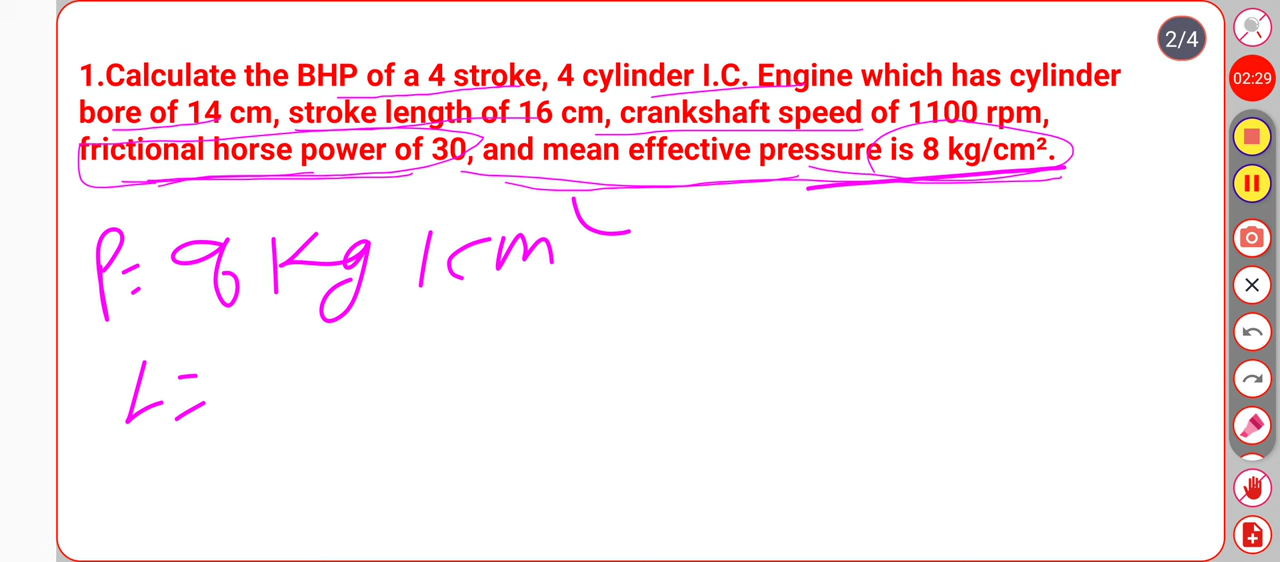 2/4
1.Calculate the BHP of a 4 stroke, 4 cylinder I.C. Engine which has cylinder
02:29
bore of 14 cm, stroke length of 16 cm, crankshaft speed of 1100 rpm,
frictional horse power of 30, and mean effective pressure is 8 kg/cm².
P= 8 Kg / cm
L=